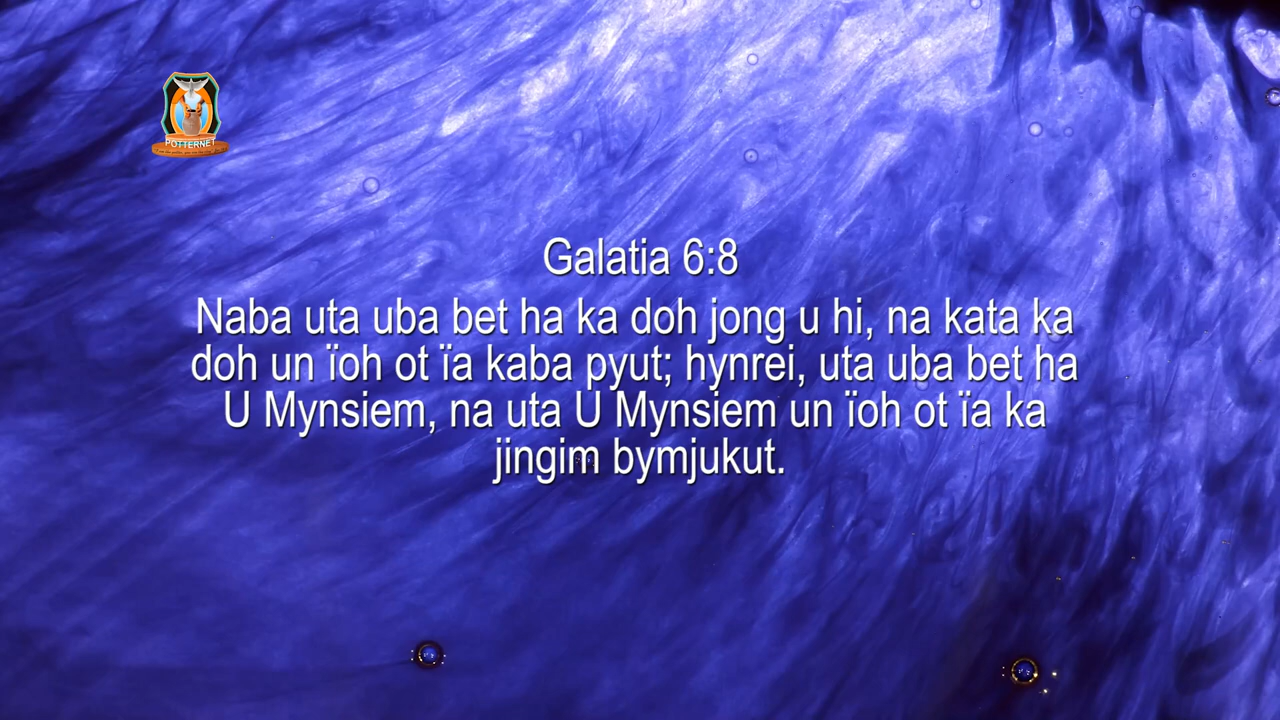 POTTERNET
Galatia 6:8
Naba uta uba bet ha ka doh jong u hi, na kata ka
doh un ïoh ot ïa kaba pyut; hynrei, uta uba bet ha
U Mynsiem, na uta U Mynsiem un ïoh ot ïa ka
jingim bymjukut.